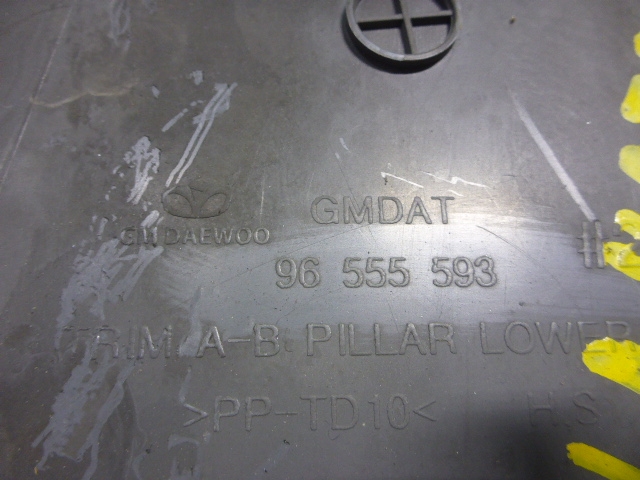 GMDAT
GM DAEWOO
96 555 593
TRIM A-B PILLAR LOWER
>PP-TD10< H.S